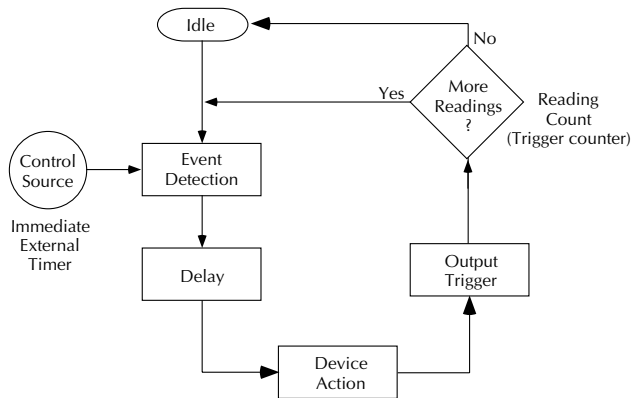 Idle
No
Yes
More
Readings
?
Reading
Count
(Trigger counter)
Control
Source
Event
Detection
Immediate
External
Timer
Delay
Output
Trigger
Device
Action